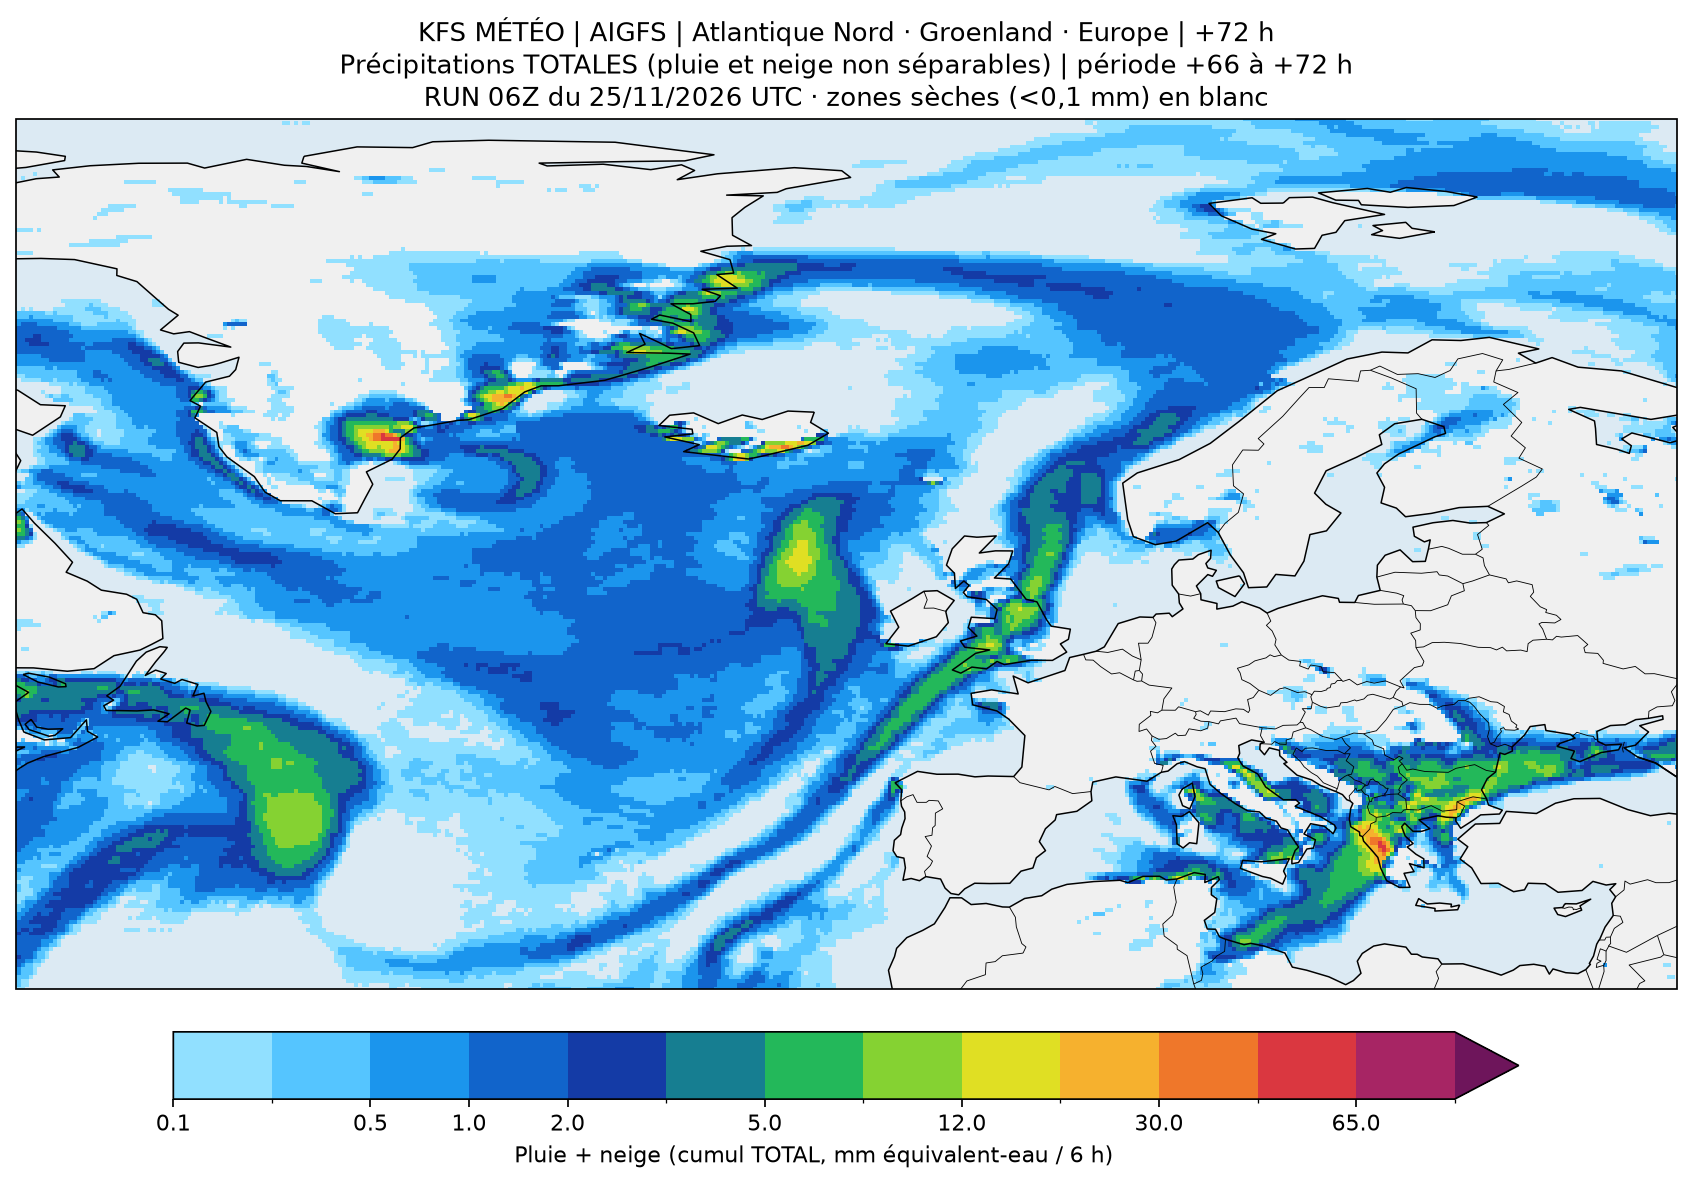 KFS MÉTÉO | AIGFS | Atlantique Nord · Groenland · Europe | +72 h
Précipitations TOTALES (pluie et neige non séparables) | période +66 à +72 h
RUN 06Z du 25/11/2026 UTC · zones sèches (<0,1 mm) en blanc
0.1 0.5 1.0 2.0 5.0 12.0 30.0 65.0
Pluie + neige (cumul TOTAL, mm équivalent-eau / 6 h)